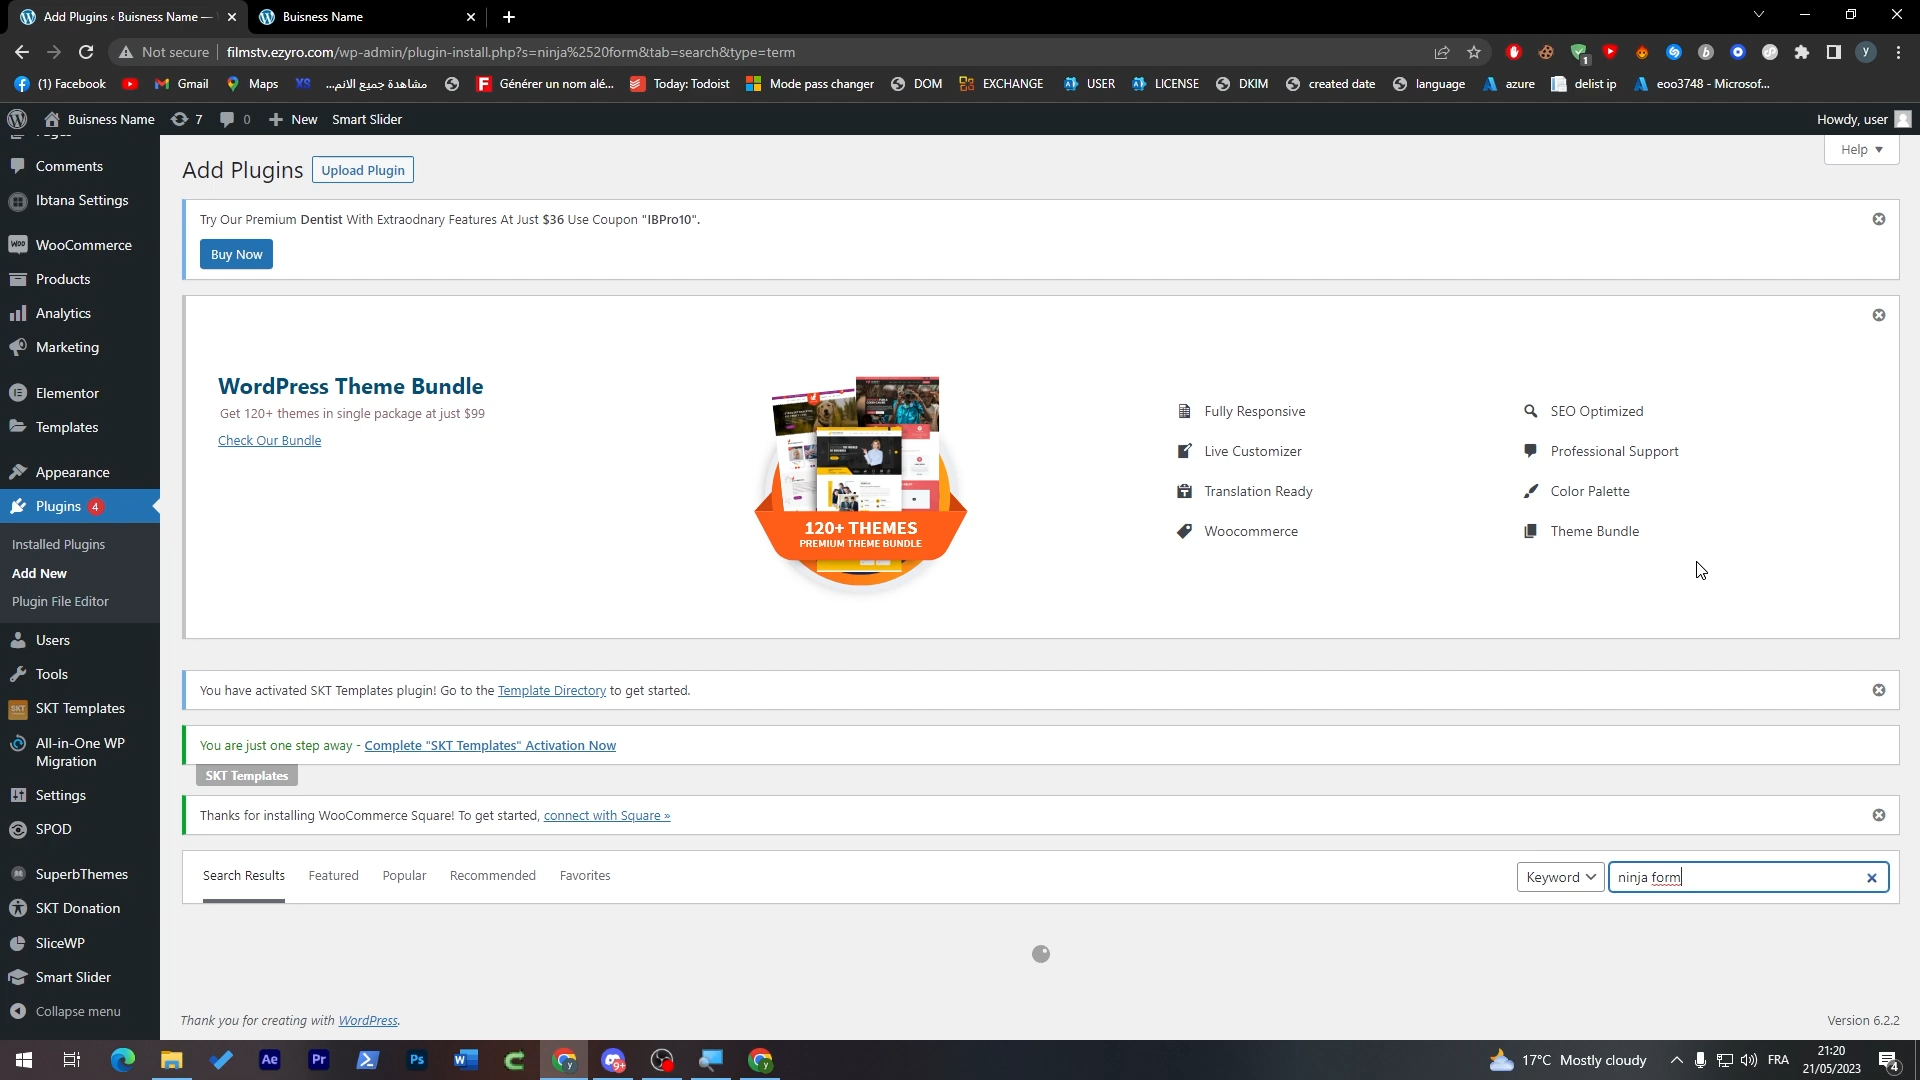 Add Plugins ‹ Buisness Name —
Buisness Name
Not secure
filmstv.ezyro.com/wp-admin/plugin-install.php?s=ninja%2520form&tab=search&type=term
(1) Facebook
Gmail
Maps
XS
مشاهدة جميع الانم...
Générer un nom alé...
Today: Todoist
Mode pass changer
DOM
EXCHANGE
USER
LICENSE
DKIM
created date
language
azure
delist ip
eoo3748 - Microsof...
Buisness Name
7
0
New
Smart Slider
Howdy, user
Comments
Ibtana Settings
WooCommerce
Products
Analytics
Marketing
Elementor
Templates
Appearance
Plugins 4
Installed Plugins
Add New
Plugin File Editor
Users
Tools
SKT Templates
All-in-One WP
Migration
Settings
SPOD
SuperbThemes
SKT Donation
SliceWP
Smart Slider
Collapse menu
Add Plugins
Upload Plugin
Help
Try Our Premium Dentist With Extraodnary Features At Just $36 Use Coupon "IBPro10".
Buy Now
WordPress Theme Bundle
Get 120+ themes in single package at just $99
Check Our Bundle
120+ THEMES
PREMIUM THEME BUNDLE
Fully Responsive
SEO Optimized
Live Customizer
Professional Support
Translation Ready
Color Palette
Woocommerce
Theme Bundle
You have activated SKT Templates plugin! Go to the Template Directory to get started.
You are just one step away - Complete "SKT Templates" Activation Now
SKT Templates
Thanks for installing WooCommerce Square! To get started, connect with Square »
Search Results
Featured
Popular
Recommended
Favorites
Keyword
ninja form
Thank you for creating with WordPress.
Version 6.2.2
17°C Mostly cloudy
FRA
21:20
21/05/2023
4